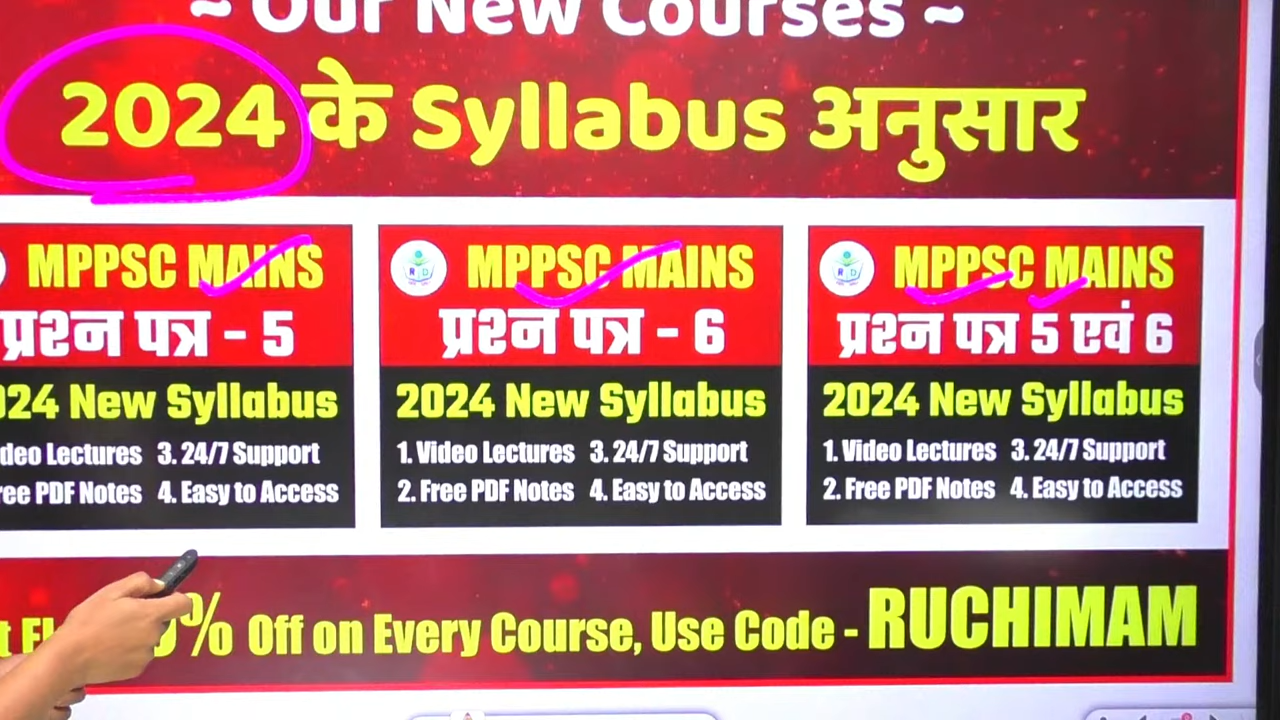 ~ Our New Courses ~
2024 के Syllabus अनुसार
MPPSC MAINS
प्रश्न पत्र - 5
24 New Syllabus
deo Lectures 3. 24/7 Support
ree PDF Notes 4. Easy to Access
MPPSC MAINS
प्रश्न पत्र - 6
2024 New Syllabus
1. Video Lectures 3. 24/7 Support
2. Free PDF Notes 4. Easy to Access
MPPSC MAINS
प्रश्न पत्र 5 एवं 6
2024 New Syllabus
1. Video Lectures 3. 24/7 Support
2. Free PDF Notes 4. Easy to Access
% Off on Every Course, Use Code - RUCHIMAM